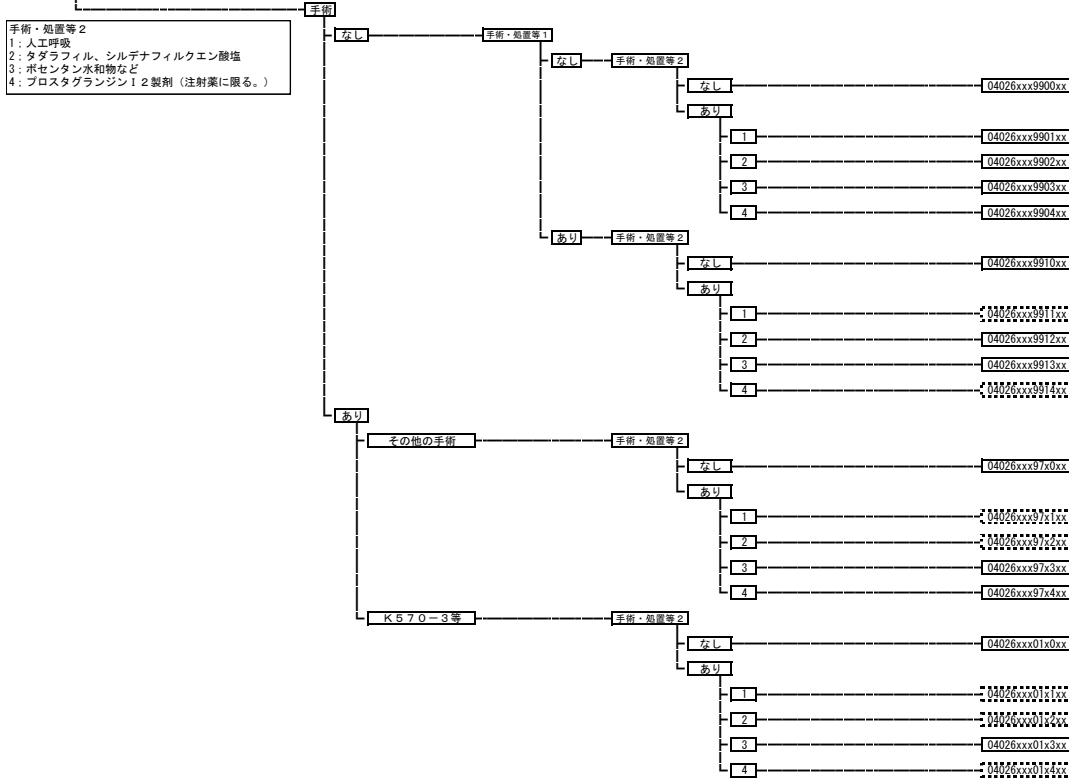 手術
手術・処置等２
１：人工呼吸
２：タダラフィル、シルデナフィルクエン酸塩
３：ボセンタン水和物など
４：プロスタグランジンＩ２製剤（注射薬に限る。）
なし
手術・処置等１
なし
手術・処置等２
なし
04026xxx9900xx
あり
1
04026xxx9901xx
2
04026xxx9902xx
3
04026xxx9903xx
4
04026xxx9904xx
あり
手術・処置等２
なし
04026xxx9910xx
あり
1
04026xxx9911xx
2
04026xxx9912xx
3
04026xxx9913xx
4
04026xxx9914xx
あり
その他の手術
手術・処置等２
なし
04026xxx97x0xx
あり
1
04026xxx97x1xx
2
04026xxx97x2xx
3
04026xxx97x3xx
4
04026xxx97x4xx
Ｋ５７０－３等
手術・処置等２
なし
04026xxx01x0xx
あり
1
04026xxx01x1xx
2
04026xxx01x2xx
3
04026xxx01x3xx
4
04026xxx01x4xx